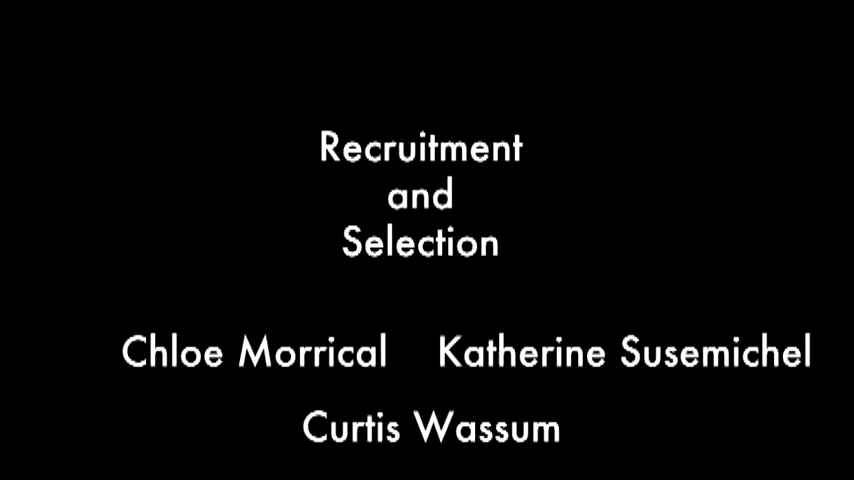 Recruitment
and
Selection
Chloe Morrical Katherine Susemichel
Curtis Wassum